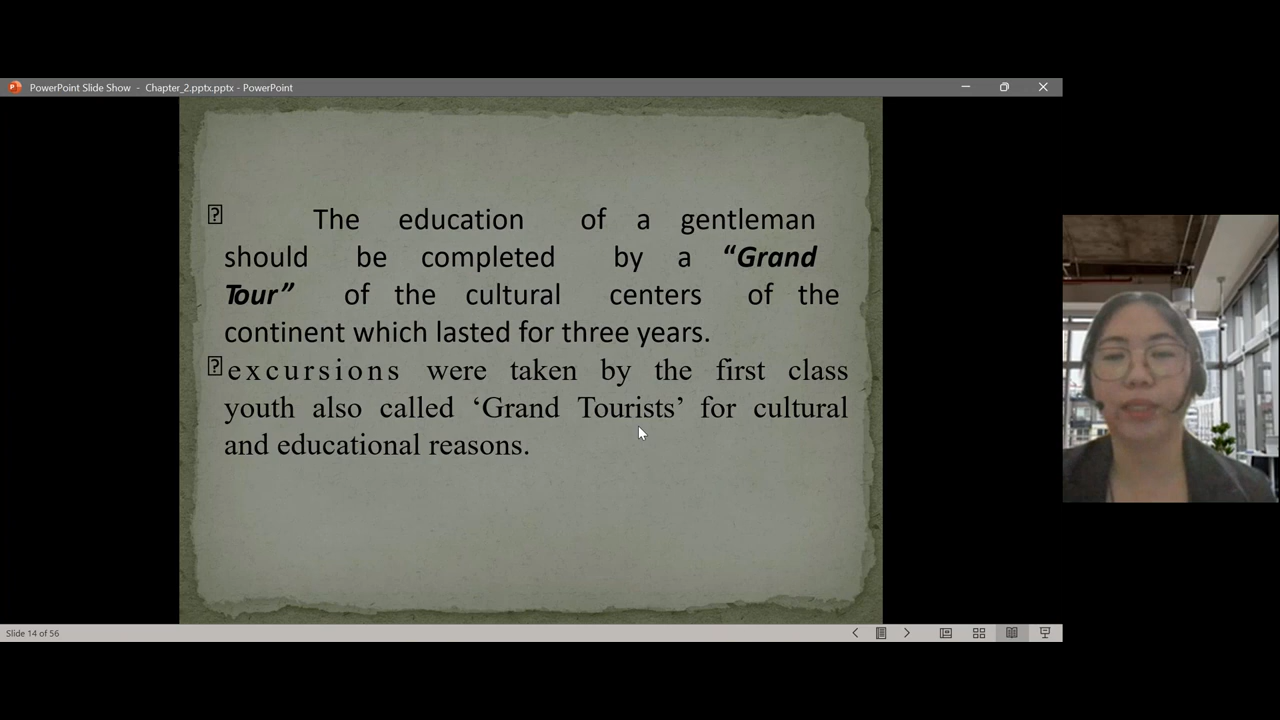 PowerPoint Slide Show - Chapter_2.pptx.pptx - PowerPoint
The education of a gentleman
should be completed by a “Grand
Tour” of the cultural centers of the
continent which lasted for three years.
excursions were taken by the first class
youth also called ‘Grand Tourists’ for cultural
and educational reasons.
Slide 14 of 56